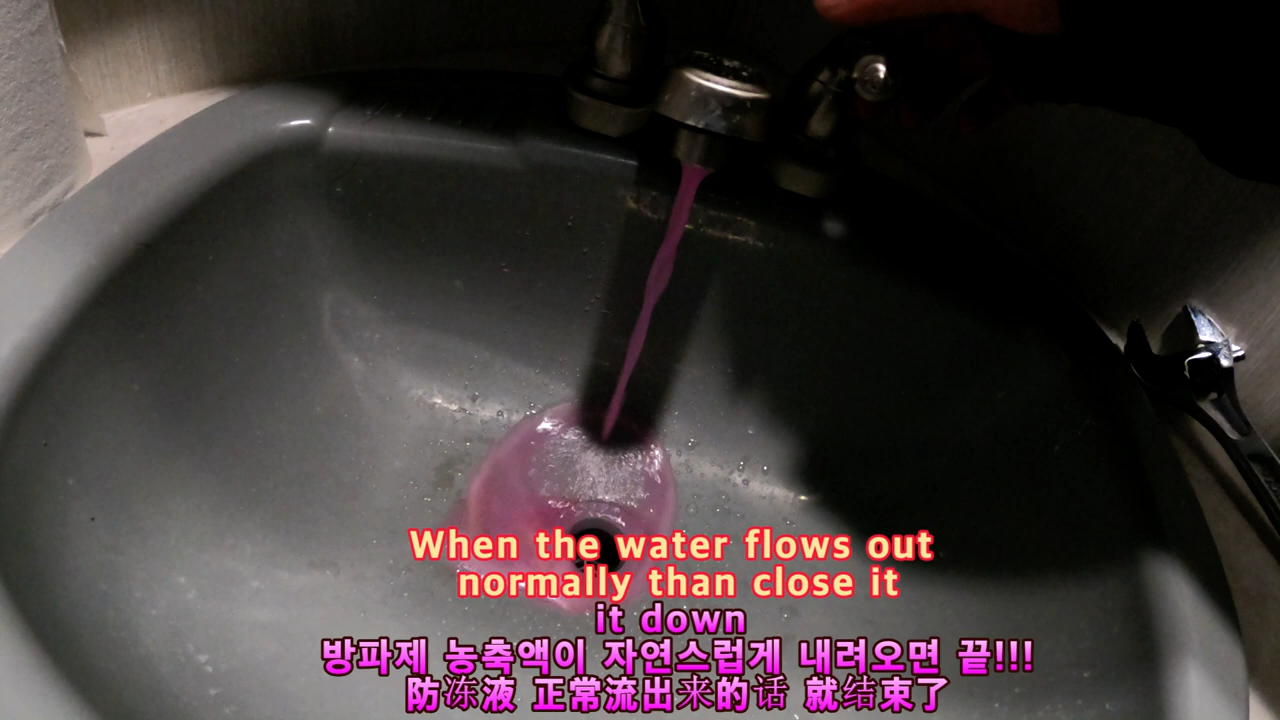 When the water flows out
normally than close it
it down
방파제 농축액이 자연스럽게 내려오면 끝!!!
防冻液 正常流出来的话 就结束了